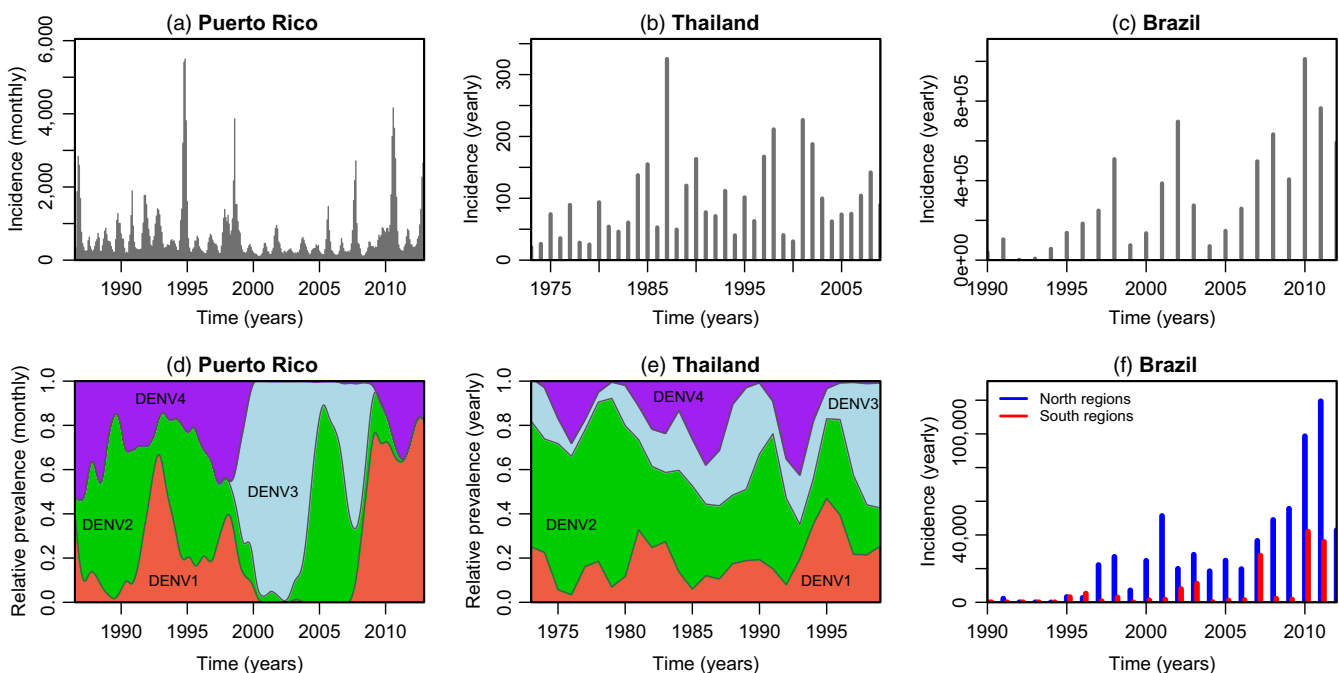 (a) Puerto Rico
Incidence (monthly)
6,000
4,000
2,000
0
1990 1995 2000 2005 2010
Time (years)
(b) Thailand
Incidence (yearly)
300
200
100
0
1975 1985 1995 2005
Time (years)
(c) Brazil
Incidence (yearly)
8e+05
4e+05
0e+00
1990 1995 2000 2005 2010
Time (years)
(d) Puerto Rico
Relative prevalence (monthly)
1.0
0.8
0.6
0.4
0.2
0.0
DENV4
DENV3
DENV2
DENV1
1990 1995 2000 2005 2010
Time (years)
(e) Thailand
Relative prevalence (yearly)
1.0
0.8
0.6
0.4
0.2
0.0
DENV4
DENV3
DENV2
DENV1
1975 1980 1985 1990 1995
Time (years)
(f) Brazil
Incidence (yearly)
100,000
40,000
0
North regions
South regions
1990 1995 2000 2005 2010
Time (years)